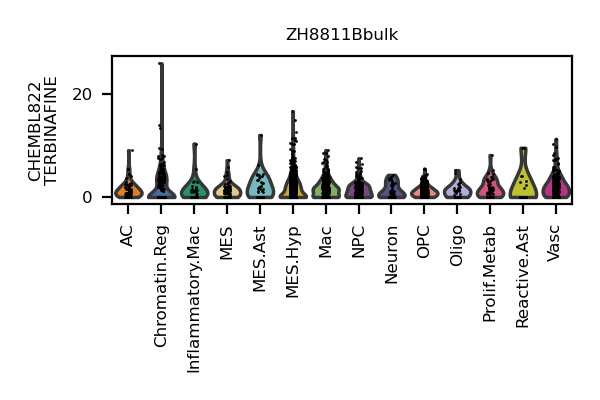 ZH8811Bbulk
CHEMBL822
TERBINAFINE
20
0
AC
Chromatin.Reg
Inflammatory.Mac
MES
MES.Ast
MES.Hyp
Mac
NPC
Neuron
OPC
Oligo
Prolif.Metab
Reactive.Ast
Vasc